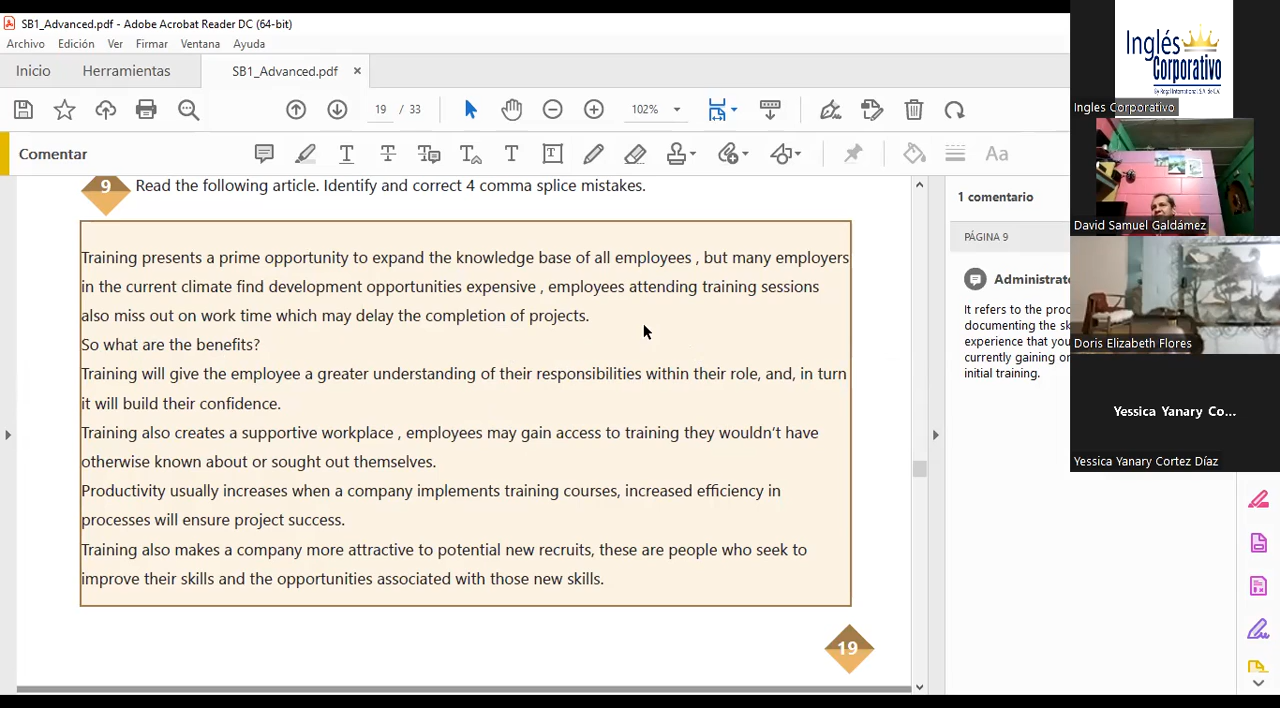 SB1_Advanced.pdf - Adobe Acrobat Reader DC (64-bit)
Archivo Edición Ver Firmar Ventana Ayuda
Inicio Herramientas SB1_Advanced.pdf ×
19 / 33 102%
Comentar
9 Read the following article. Identify and correct 4 comma splice mistakes.
Training presents a prime opportunity to expand the knowledge base of all employees , but many employers
in the current climate find development opportunities expensive , employees attending training sessions
also miss out on work time which may delay the completion of projects.
So what are the benefits?
Training will give the employee a greater understanding of their responsibilities within their role, and, in turn
it will build their confidence.
Training also creates a supportive workplace , employees may gain access to training they wouldn't have
otherwise known about or sought out themselves.
Productivity usually increases when a company implements training courses, increased efficiency in
processes will ensure project success.
Training also makes a company more attractive to potential new recruits, these are people who seek to
improve their skills and the opportunities associated with those new skills.
19
1 comentario
PÁGINA 9
Administrato
It refers to the proc
documenting the sk
experience that you
currently gaining or
initial training.
Inglés
Corporativo
Ingles Corporativo
David Samuel Galdámez
Doris Elizabeth Flores
Yessica Yanary Co...
Yessica Yanary Cortez Díaz